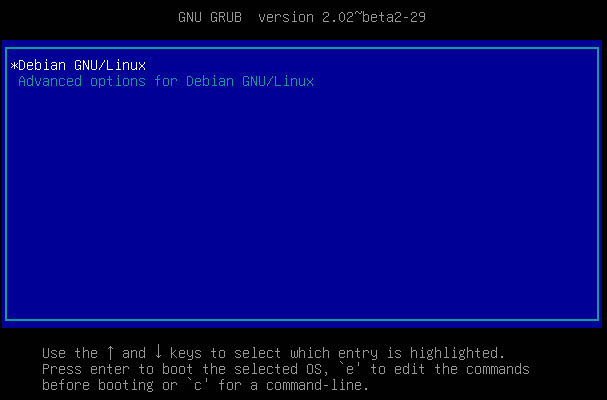 GNU GRUB  version 2.02~beta2-29
*Debian GNU/Linux
Advanced options for Debian GNU/Linux
Use the ↑ and ↓ keys to select which entry is highlighted.
Press enter to boot the selected OS, `e' to edit the commands
before booting or `c' for a command-line.